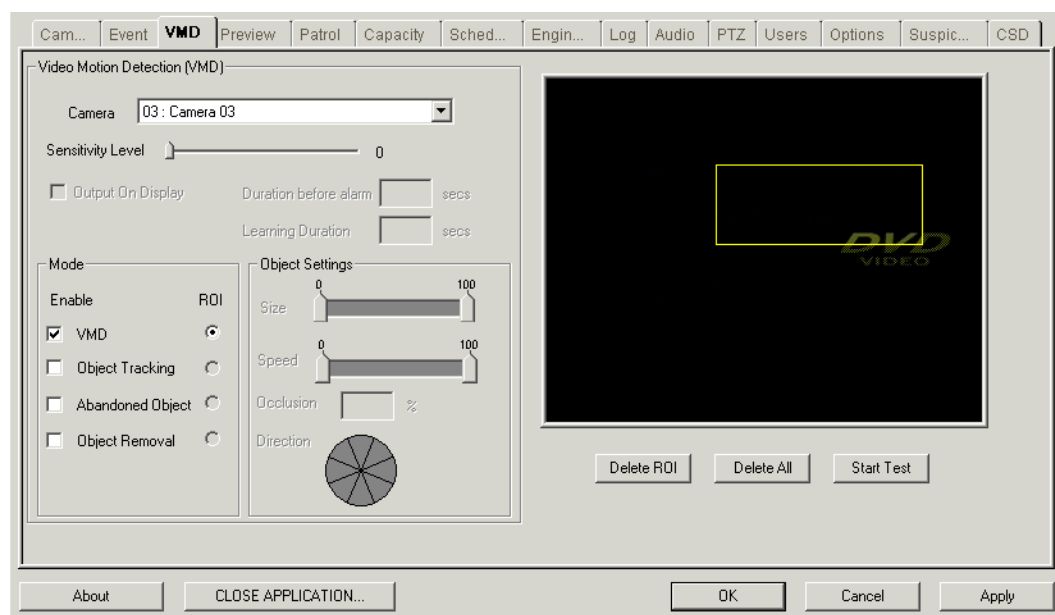 Cam... Event VMD Preview Patrol Capacity Sched... Engin... Log Audio PTZ Users Options Suspic... CSD
Video Motion Detection (VMD)
Camera 03 : Camera 03
Sensitivity Level 0
Output On Display Duration before alarm secs
Learning Duration secs
Mode
Enable ROI
VMD
Object Tracking
Abandoned Object
Object Removal
Object Settings
0 100
Size
0 100
Speed
Occlusion %
Direction
DVD
VIDEO
Delete ROI Delete All Start Test
About CLOSE APPLICATION... OK Cancel Apply